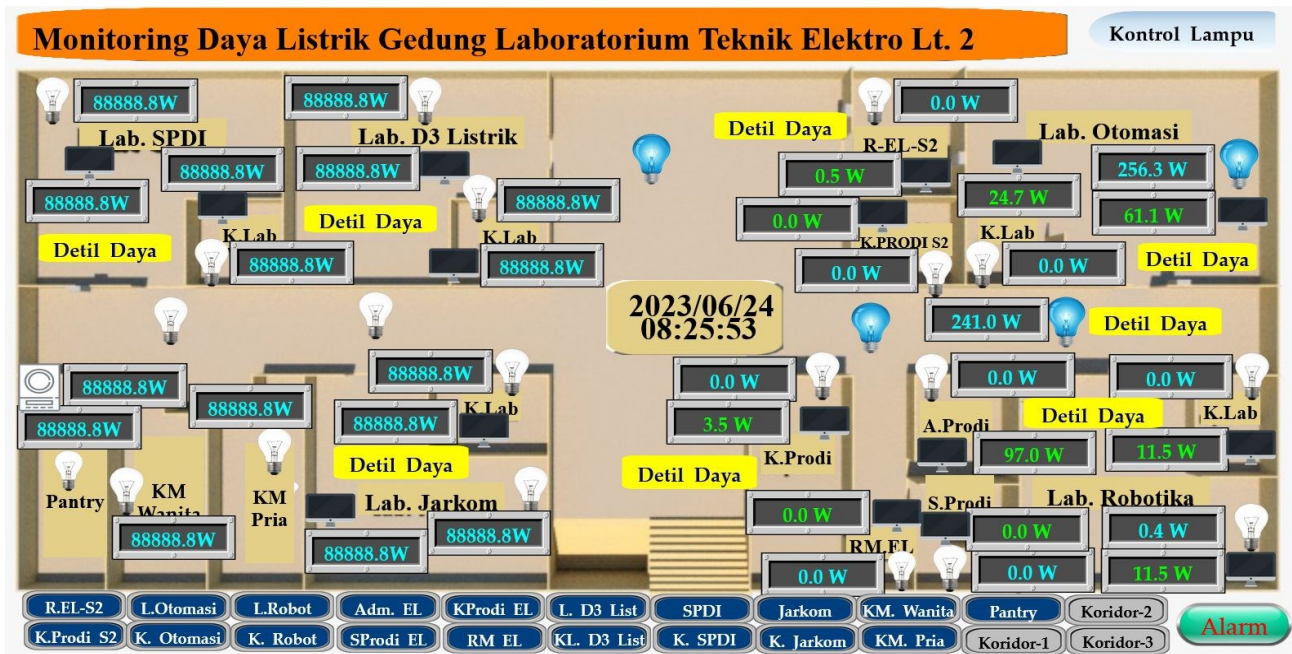 Monitoring Daya Listrik Gedung Laboratorium Teknik Elektro Lt. 2
Kontrol Lampu
88888.8W
88888.8W
0.0 W
Lab. SPDI
Lab. D3 Listrik
Detil Daya
R-EL-S2
Lab. Otomasi
88888.8W
88888.8W
0.5 W
256.3 W
88888.8W
88888.8W
24.7 W
61.1 W
Detil Daya
0.0 W
K.Lab
K.Lab
K.PRODI S2
K.Lab
Detil Daya
88888.8W
88888.8W
0.0 W
0.0 W
Detil Daya
2023/06/24
08:25:53
241.0 W
Detil Daya
88888.8W
88888.8W
0.0 W
0.0 W
0.0 W
88888.8W
K.Lab
K.Lab
88888.8W
88888.8W
3.5 W
Detil Daya
A.Prodi
Detil Daya
K.Prodi
97.0 W
11.5 W
Detil Daya
Pantry
KM
Wanita
KM
Pria
Lab. Jarkom
S.Prodi
Lab. Robotika
0.0 W
0.0 W
0.4 W
88888.8W
88888.8W
88888.8W
RM.EL
0.0 W
0.0 W
11.5 W
R.EL-S2
L.Otomasi
L.Robot
Adm. EL
KProdi EL
L. D3 List
SPDI
Jarkom
KM. Wanita
Pantry
Koridor-2
K.Prodi S2
K. Otomasi
K. Robot
SProdi EL
RM EL
KL. D3 List
K. SPDI
K. Jarkom
KM. Pria
Koridor-1
Koridor-3
Alarm